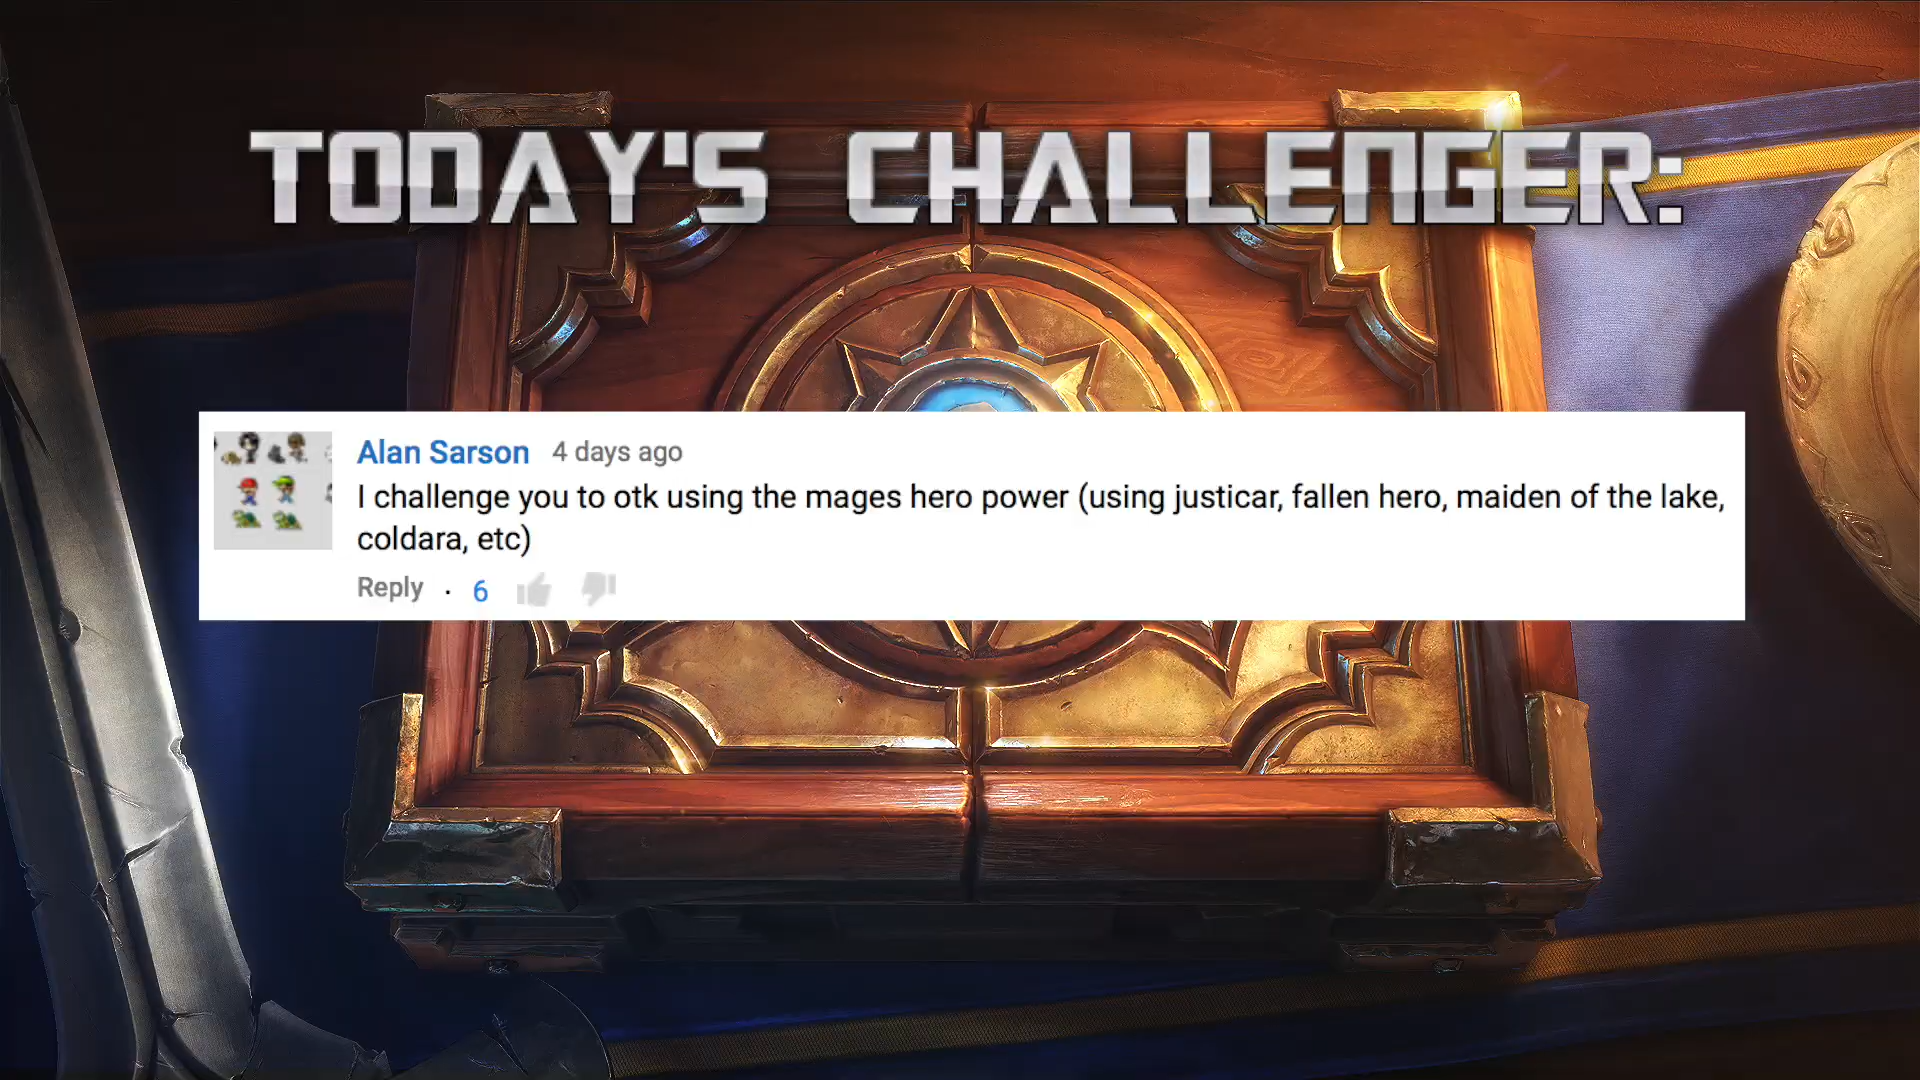 TODAY'S CHALLENGER:
Alan Sarson 4 days ago
I challenge you to otk using the mages hero power (using justicar, fallen hero, maiden of the lake,
coldara, etc)
Reply · 6